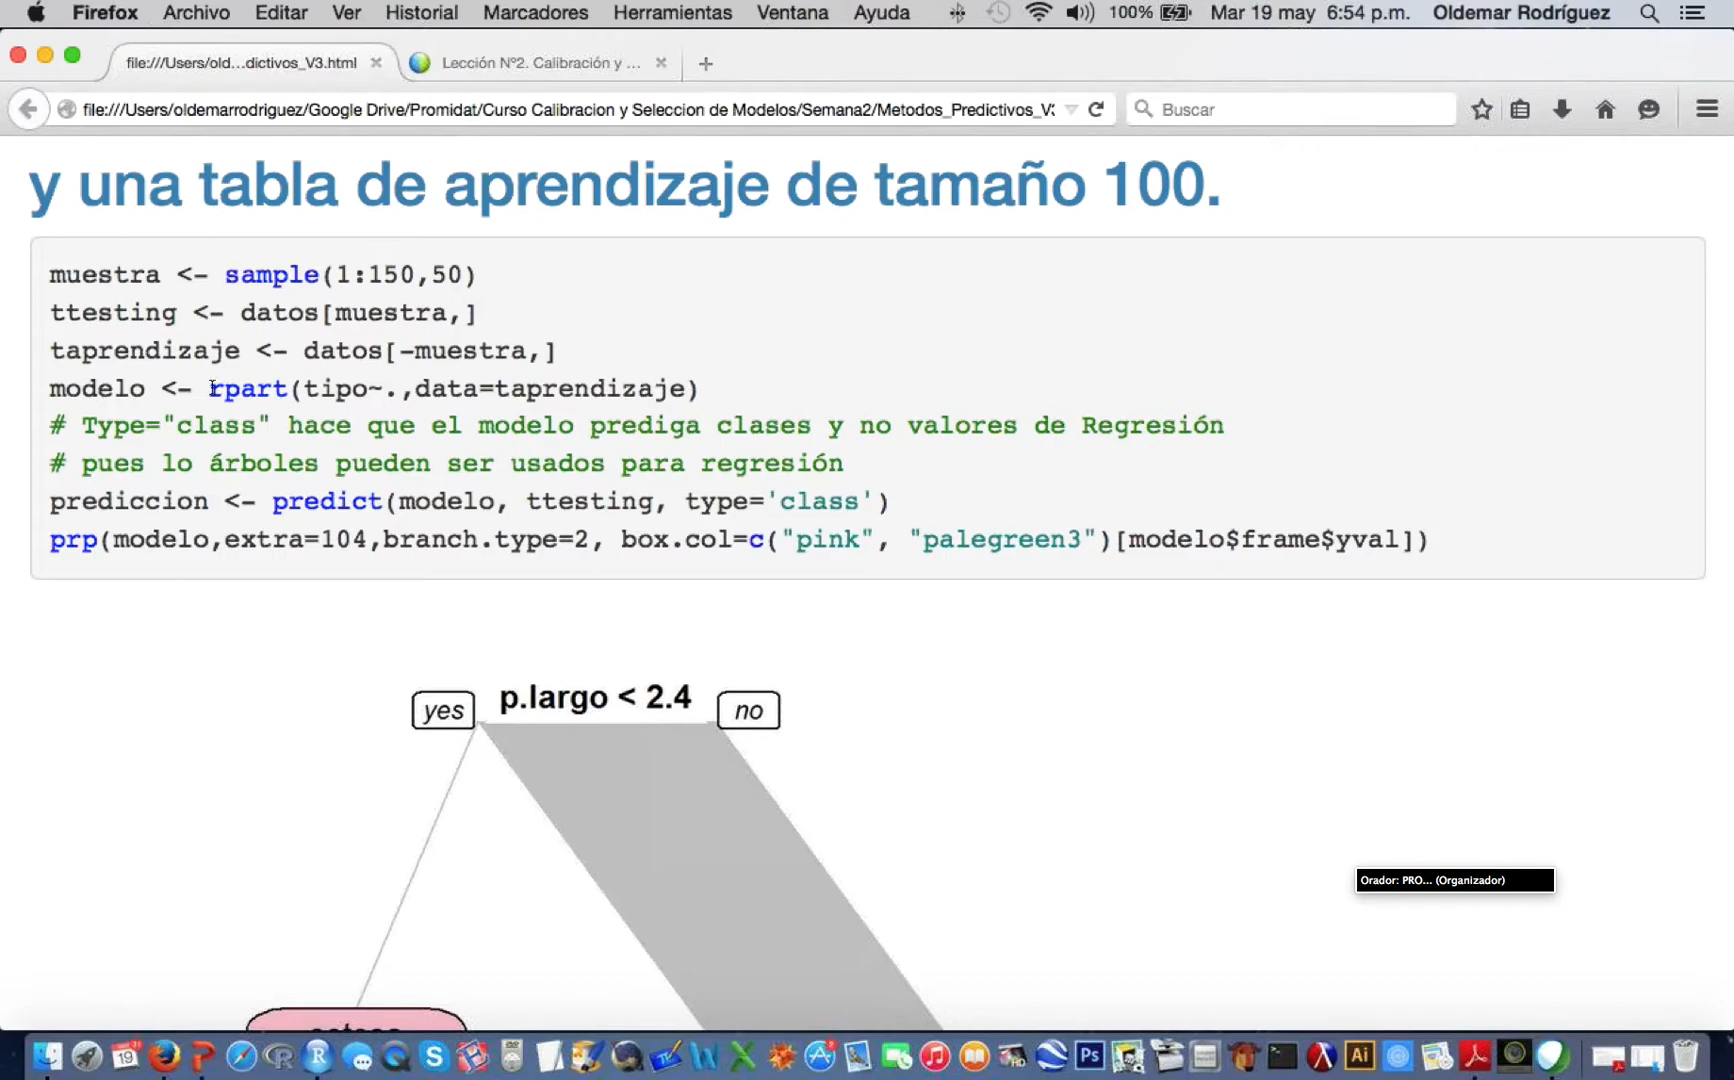 Firefox Archivo Editar Ver Historial Marcadores Herramientas Ventana Ayuda 100% Mar 19 may 6:54 p.m. Oldemar Rodríguez
file:///Users/old...dictivos_V3.html Lección Nº2. Calibración y ...
file:///Users/oldemarrodriguez/Google Drive/Promidat/Curso Calibracion y Seleccion de Modelos/Semana2/Metodos_Predictivos_V: Buscar
y una tabla de aprendizaje de tamaño 100.
muestra <- sample(1:150,50)
ttesting <- datos[muestra,]
taprendizaje <- datos[-muestra,]
modelo <- rpart(tipo~.,data=taprendizaje)
# Type="class" hace que el modelo prediga clases y no valores de Regresión
# pues lo árboles pueden ser usados para regresión
prediccion <- predict(modelo, ttesting, type='class')
prp(modelo,extra=104,branch.type=2, box.col=c("pink", "palegreen3")[modelo$frame$yval])
yes p.largo < 2.4 no
Orador: PRO... (Organizador)
19 Ps Ai